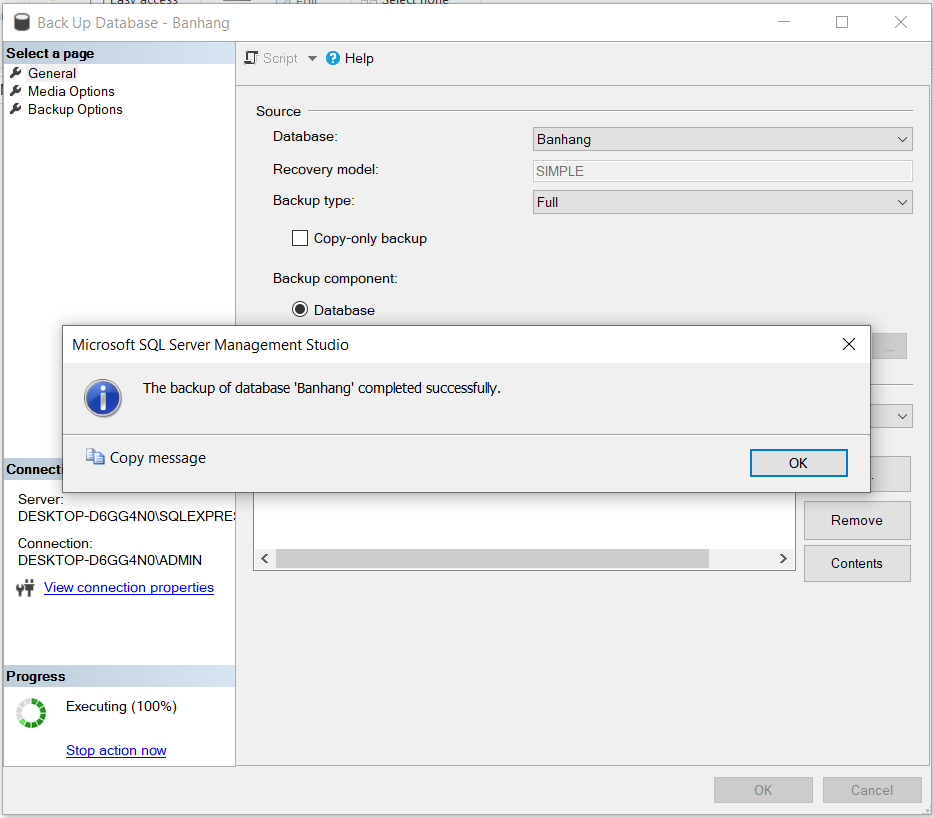 Back Up Database - Banhang
Select a page
General
Media Options
Backup Options
Script
Help
Source
Database:
Banhang
Recovery model:
SIMPLE
Backup type:
Full
Copy-only backup
Backup component:
Database
...
Microsoft SQL Server Management Studio
The backup of database 'Banhang' completed successfully.
Copy message
OK
Connecti
Server:
DESKTOP-D6GG4N0\SQLEXPRES
Connection:
DESKTOP-D6GG4N0\ADMIN
View connection properties
Remove
Contents
Progress
Executing (100%)
Stop action now
OK
Cancel